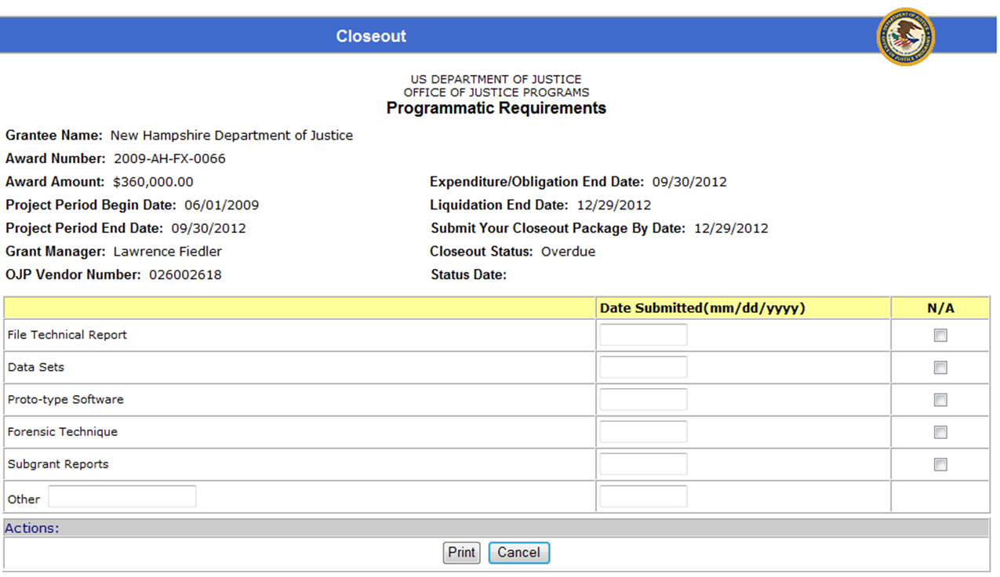 Closeout
US DEPARTMENT OF JUSTICE
OFFICE OF JUSTICE PROGRAMS
Programmatic Requirements
Grantee Name: New Hampshire Department of Justice
Award Number: 2009-AH-FX-0066
Award Amount: $360,000.00 Expenditure/Obligation End Date: 09/30/2012
Project Period Begin Date: 06/01/2009 Liquidation End Date: 12/29/2012
Project Period End Date: 09/30/2012 Submit Your Closeout Package By Date: 12/29/2012
Grant Manager: Lawrence Fiedler Closeout Status: Overdue
OJP Vendor Number: 026002618 Status Date:
Date Submitted(mm/dd/yyyy) N/A
File Technical Report
Data Sets
Proto-type Software
Forensic Technique
Subgrant Reports
Other
Actions:
Print Cancel